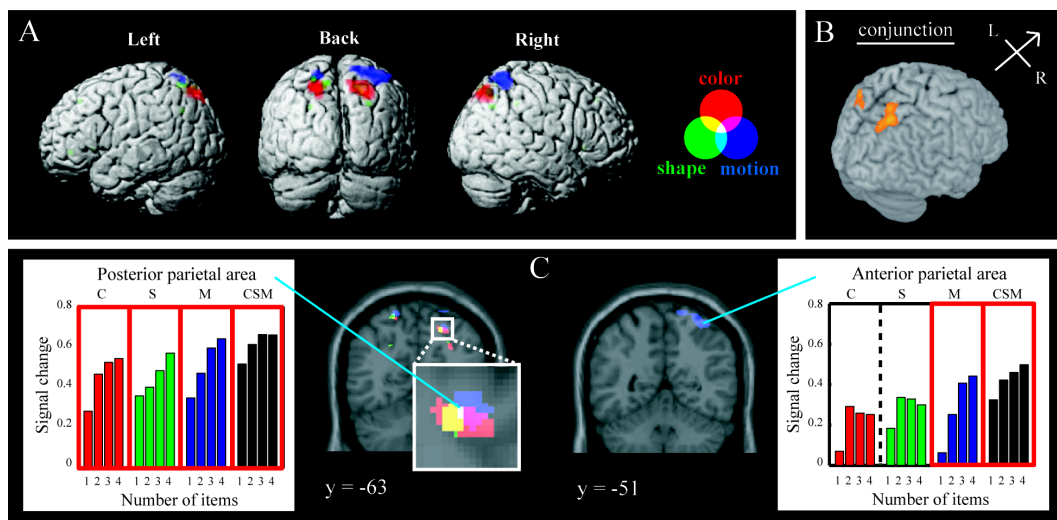 A
Left
Back
Right
color
shape
motion
B
conjunction
L
R
C
Posterior parietal area
C S M CSM
0.8
0.6
0.4
0.2
0
Signal change
1 2 3 4 1 2 3 4 1 2 3 4 1 2 3 4
Number of items
y = -63
y = -51
Anterior parietal area
C S M CSM
0.8
0.6
0.4
0.2
0
Signal change
1 2 3 4 1 2 3 4 1 2 3 4 1 2 3 4
Number of items